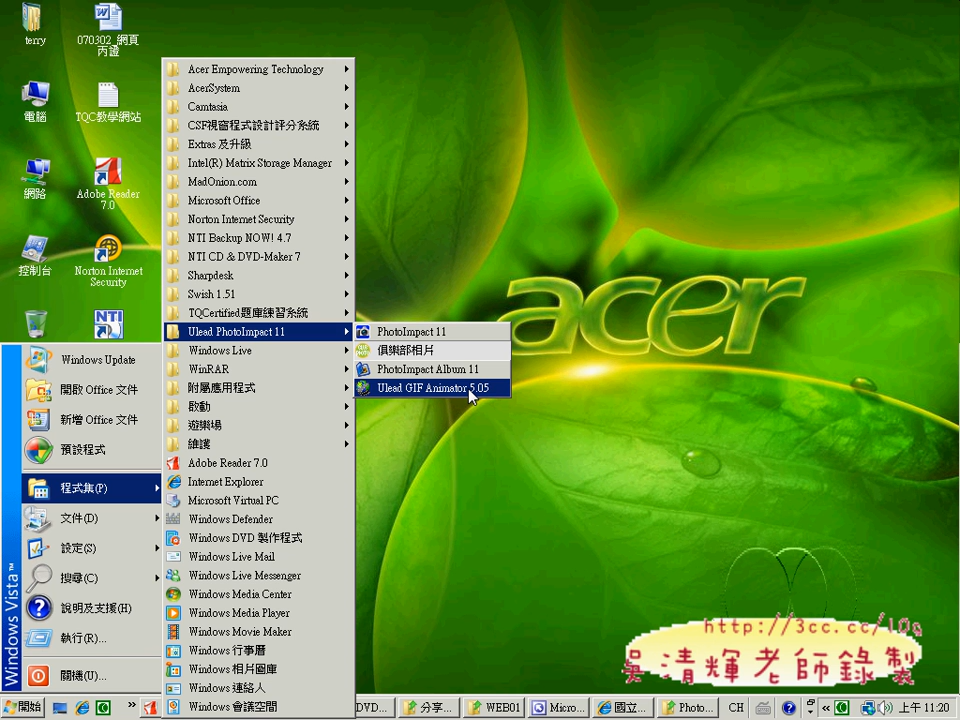 terry
070302_網頁
丙證
電腦
TQC教學網站
網路
Adobe Reader
7.0
控制台
Norton Internet
Security
NTI
acer
Windows Update
開啟 Office 文件
新增 Office 文件
預設程式
程式集(P)
文件(D)
設定(S)
搜尋(C)
說明及支援(H)
執行(R)...
關機(U)...
Windows Vista™
Acer Empowering Technology
AcerSystem
Camtasia
CSF視窗程式設計評分系統
Extras 及升級
Intel(R) Matrix Storage Manager
MadOnion.com
Microsoft Office
Norton Internet Security
NTI Backup NOW! 4.7
NTI CD & DVD-Maker 7
Sharpdesk
Swish 1.51
TQCertified題庫練習系統
Ulead PhotoImpact 11
Windows Live
WinRAR
附屬應用程式
啟動
遊樂場
維護
Adobe Reader 7.0
Internet Explorer
Microsoft Virtual PC
Windows Defender
Windows DVD 製作程式
Windows Live Mail
Windows Live Messenger
Windows Media Center
Windows Media Player
Windows Movie Maker
Windows 行事曆
Windows 相片圖庫
Windows 連絡人
Windows 會議空間
PhotoImpact 11
俱樂部相片
PhotoImpact Album 11
Ulead GIF Animator 5.05
http://3cc.cc/10s
吳清輝老師錄製
開始
DVD...
分享...
WEB01
Micro...
國立...
Photo...
CH
上午 11:20